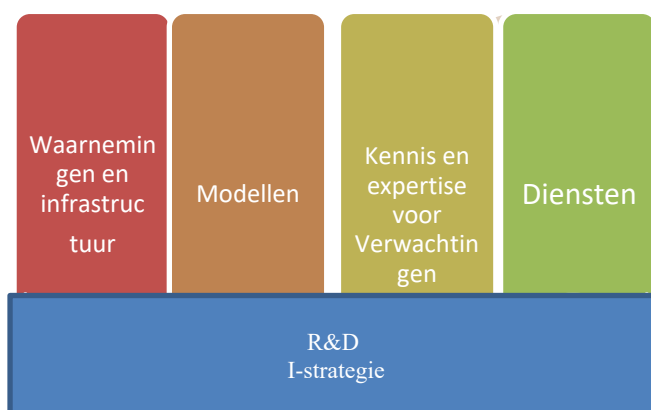 Waarnemin
gen en
infrastruc
tuur
Modellen
Kennis en
expertise
voor
Verwachtin
gen
Diensten
R&D
I-strategie